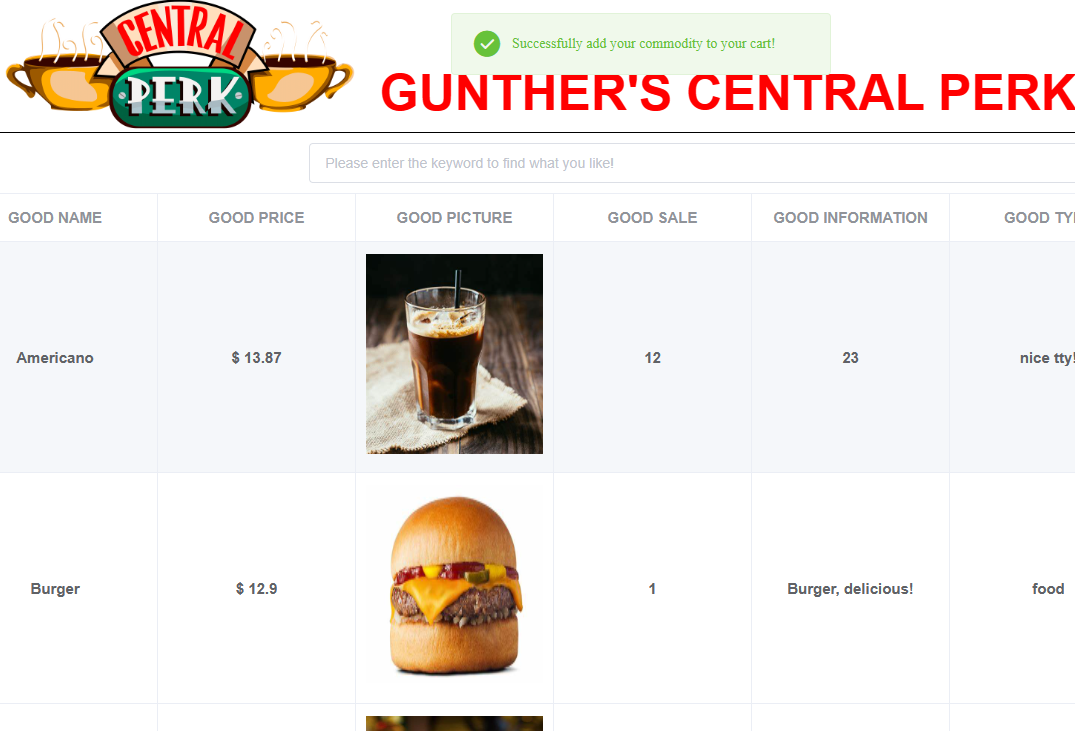 CENTRAL
PERK
Successfully add your commodity to your cart!
GUNTHER'S CENTRAL PERK
Please enter the keyword to find what you like!
GOOD NAME GOOD PRICE GOOD PICTURE GOOD SALE GOOD INFORMATION GOOD TY
Americano $ 13.87 12 23 nice tty!
Burger $ 12.9 1 Burger, delicious! food